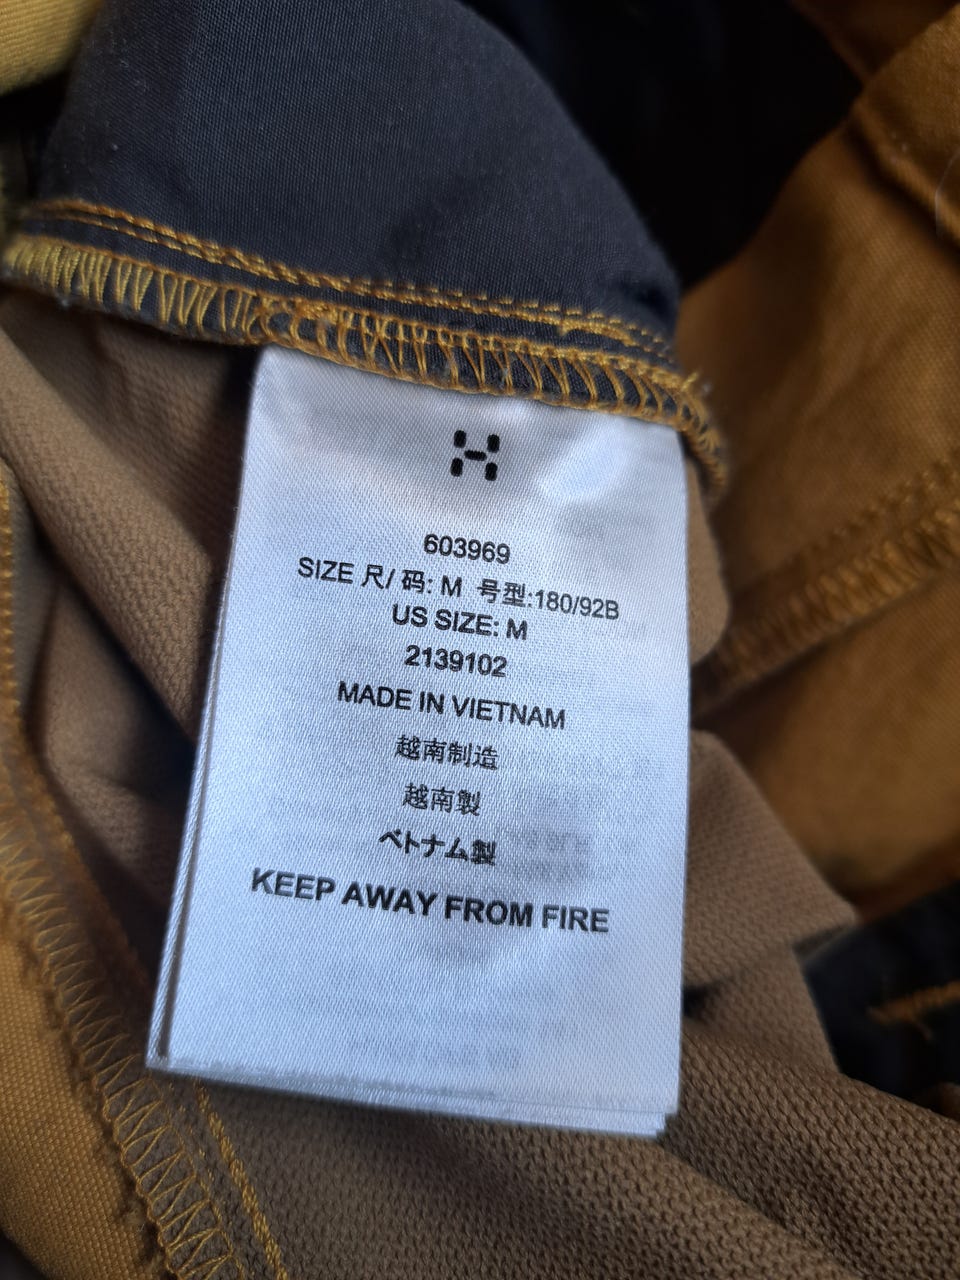 603969
SIZE 尺/ 码: M 号型:180/92B
US SIZE: M
2139102
MADE IN VIETNAM
越南制造
越南製
ベトナム製
KEEP AWAY FROM FIRE